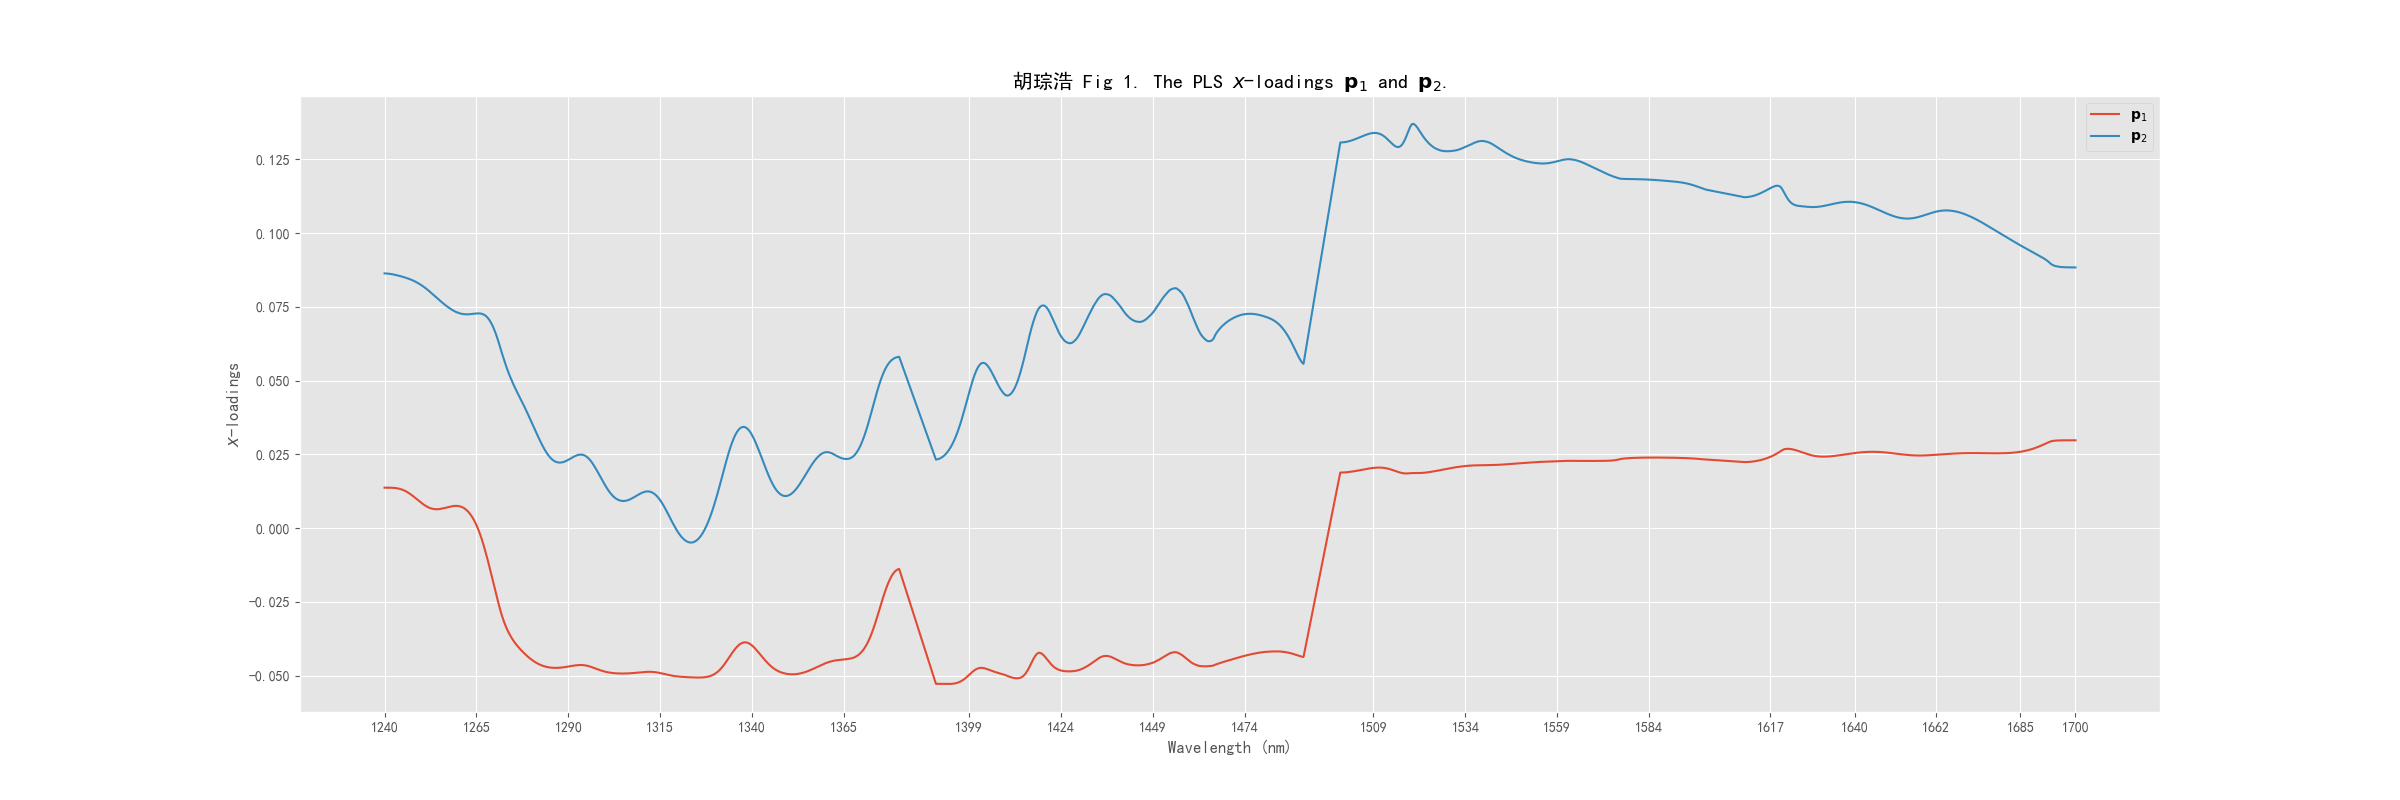 胡琮浩 Fig 1. The PLS X-loadings p1 and p2.
p1
p2
0.125
0.100
0.075
0.050
0.025
0.000
-0.025
-0.050
X-loadings
1240 1265 1290 1315 1340 1365 1399 1424 1449 1474 1509 1534 1559 1584 1617 1640 1662 1685 1700
Wavelength (nm)